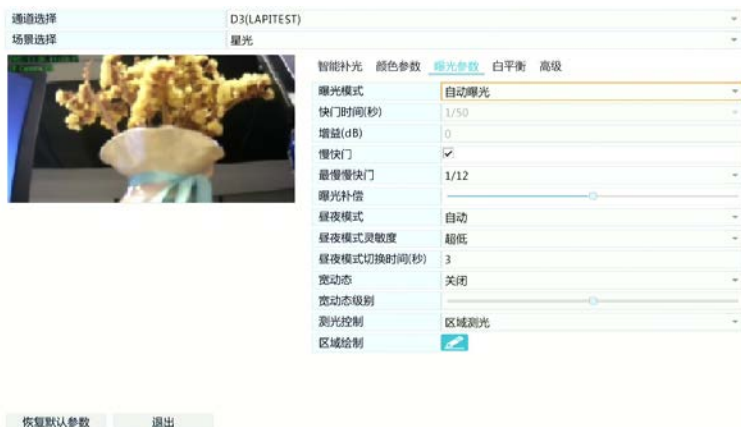 通道选择 D3(LAPITEST)
场景选择 星光
智能补光 颜色参数 曝光参数 白平衡 高级
曝光模式 自动曝光
快门时间(秒) 1/50
增益(dB) 0
慢快门
最慢慢快门 1/12
曝光补偿
昼夜模式 自动
昼夜模式灵敏度 超低
昼夜模式切换时间(秒) 3
宽动态 关闭
宽动态级别
测光控制 区域测光
区域绘制
恢复默认参数 退出